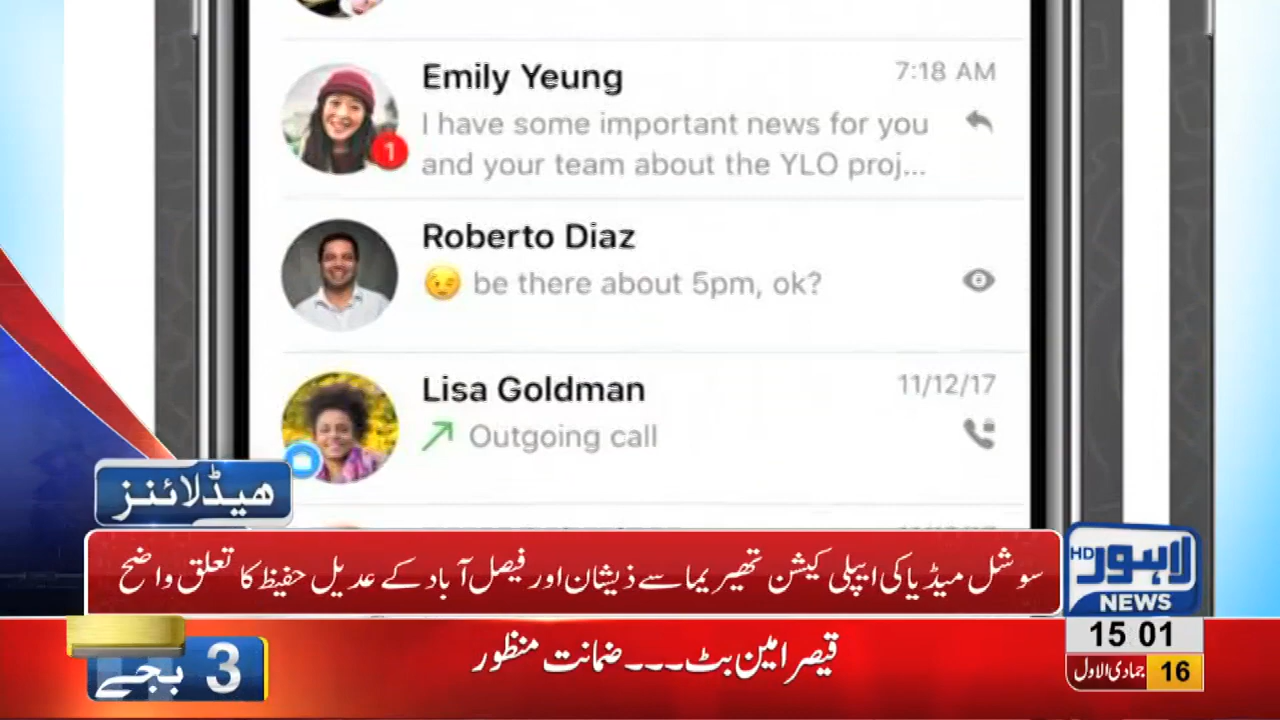 Emily Yeung
7:18 AM
I have some important news for you
and your team about the YLO proj...
1
Roberto Diaz
😉 be there about 5pm, ok?
Lisa Goldman
11/12/17
Outgoing call
ھیڈلائنز
سوشل میڈیا کی ایپلی کیشن تھیریما سے ذیشان اور فیصل آباد کے عدیل حفیظ کا تعلق واضح
HD لاہور
NEWS
قیصر امین بٹ۔۔۔ ضمانت منظور
3 بجے
15 01
16 جمادی الاول